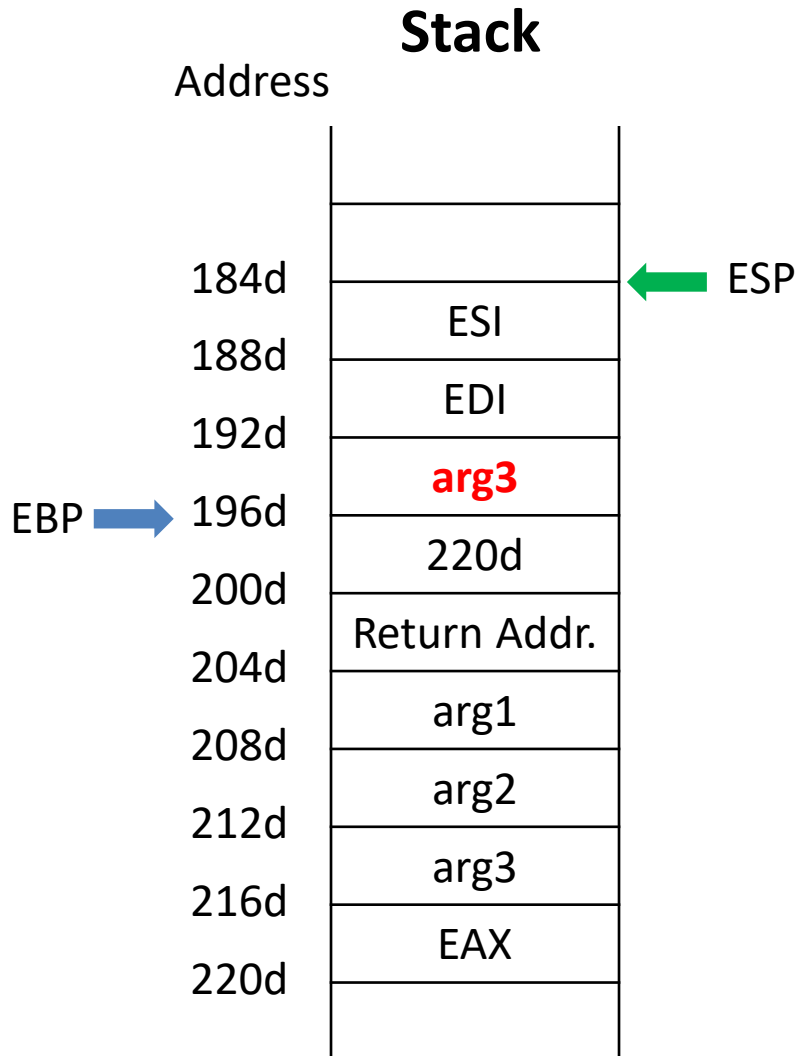 Stack
Address
184d
ESP
ESI
188d
EDI
192d
arg3
EBP
196d
220d
200d
Return Addr.
204d
arg1
208d
arg2
212d
arg3
216d
EAX
220d